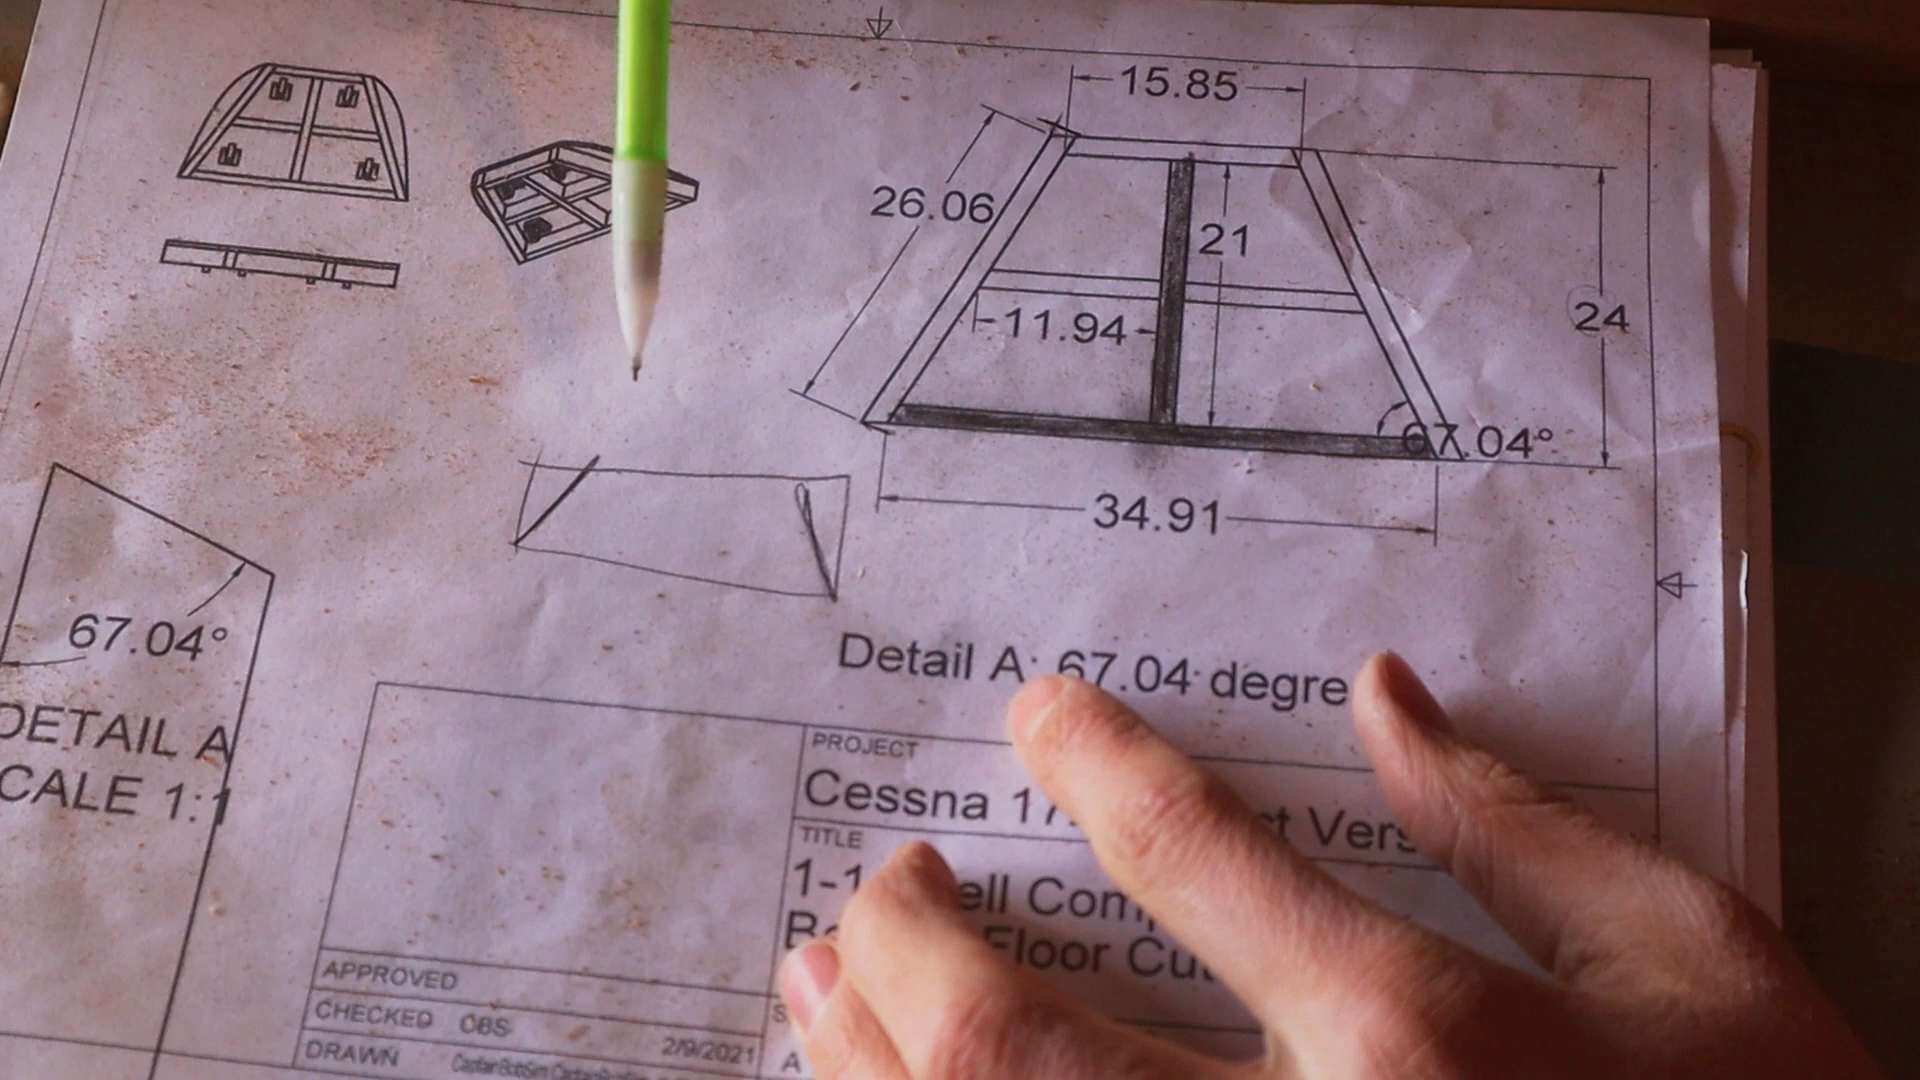 15.85
26.06
21
24
11.94
67.04°
34.91
67.04°
DETAIL A
CALE 1:1
Detail A: 67.04 degre
PROJECT
Cessna 17 ct Vers
TITLE
1-1 ell Com
Floor Cu
APPROVED
CHECKED CBS 2/9/2021
DRAWN
A